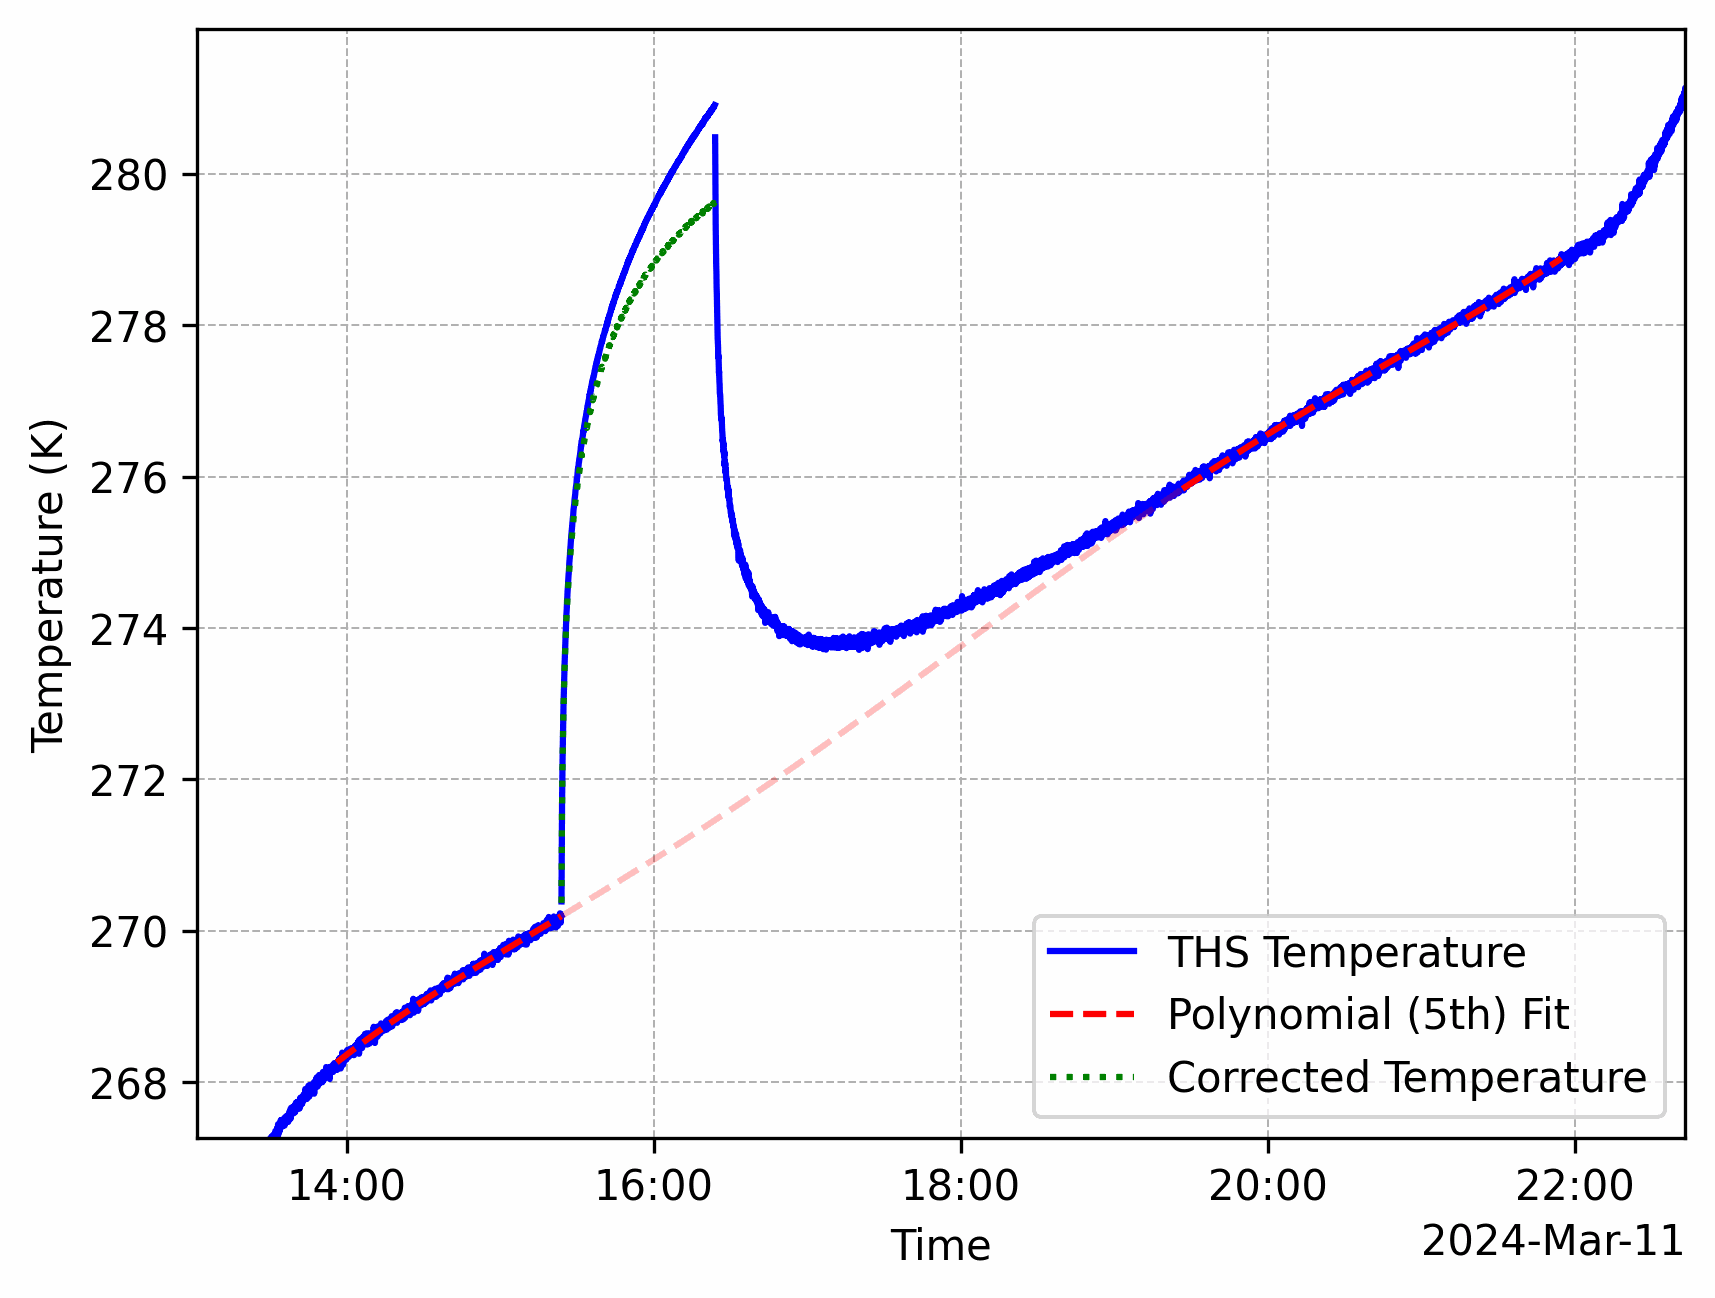 Temperature (K)
280
278
276
274
272
270
268
THS Temperature
Polynomial (5th) Fit
Corrected Temperature
14:00 16:00 18:00 20:00 22:00
Time
2024-Mar-11